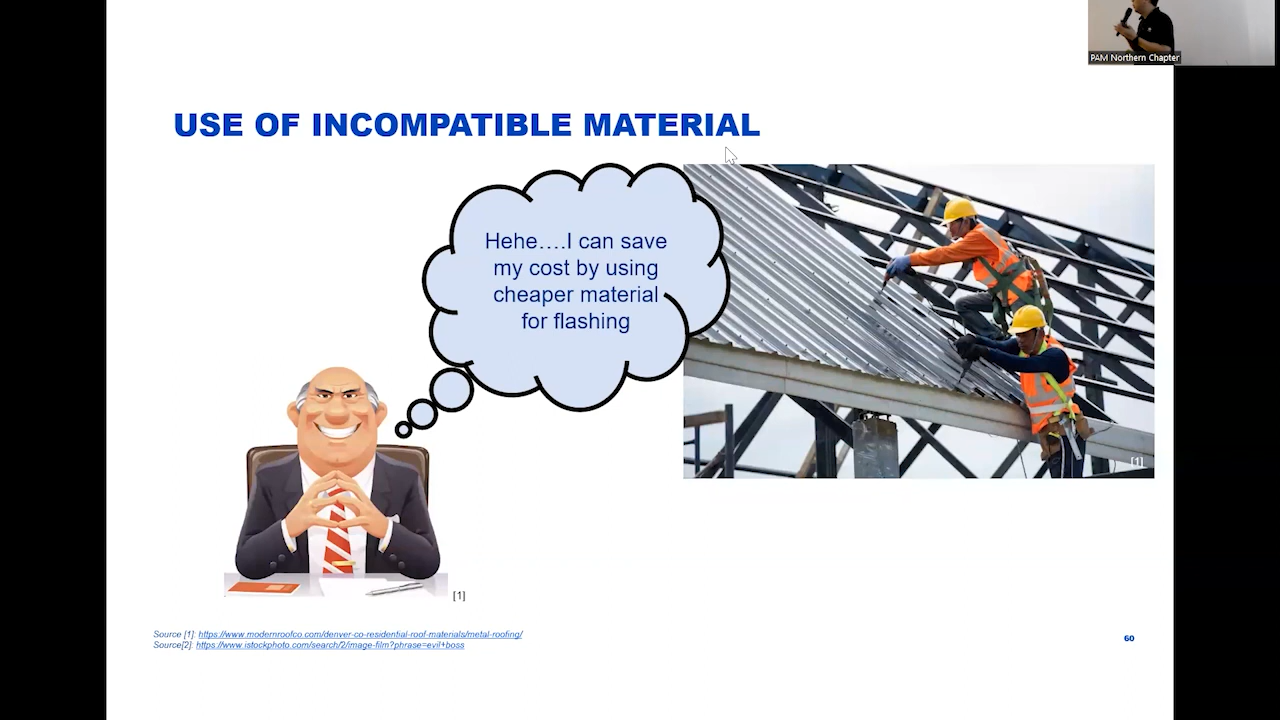 PAM Northern Chapter
USE OF INCOMPATIBLE MATERIAL
Hehe....I can save
my cost by using
cheaper material
for flashing
[1]
[1]
Source [1]: https://www.modernroofco.com/denver-co-residential-roof-materials/metal-roofing/
Source[2]: https://www.istockphoto.com/search/2/image-film?phrase=evil+boss
60